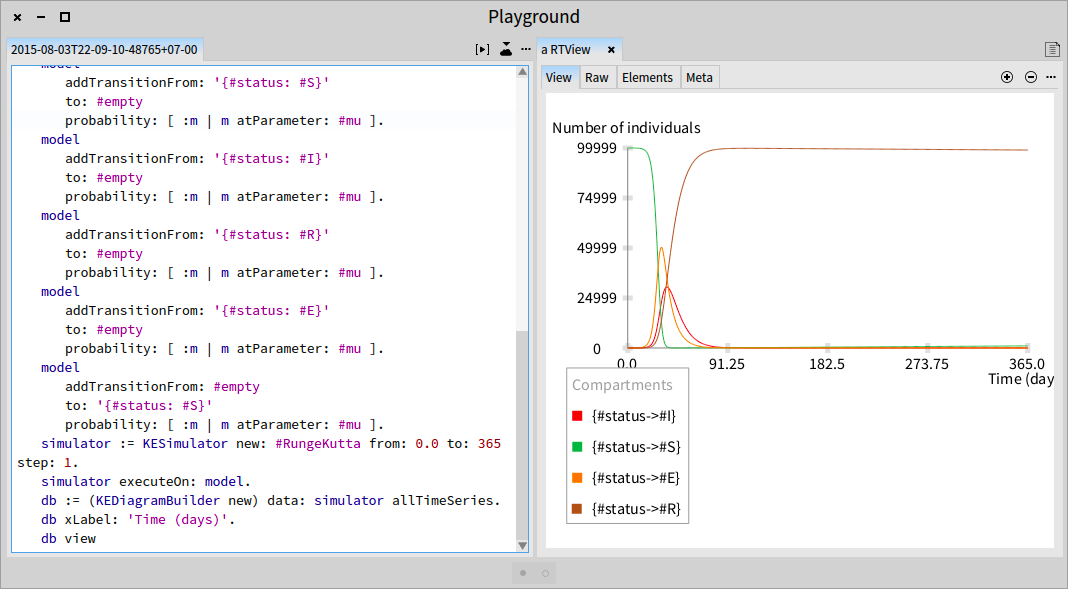 Playground
2015-08-03T22-09-10-48765+07-00
model
addTransitionFrom: '{#status: #S}'
to: #empty
probability: [ :m | m atParameter: #mu ].
model
addTransitionFrom: '{#status: #I}'
to: #empty
probability: [ :m | m atParameter: #mu ].
model
addTransitionFrom: '{#status: #R}'
to: #empty
probability: [ :m | m atParameter: #mu ].
model
addTransitionFrom: '{#status: #E}'
to: #empty
probability: [ :m | m atParameter: #mu ].
model
addTransitionFrom: #empty
to: '{#status: #S}'
probability: [ :m | m atParameter: #mu ].
simulator := KESimulator new: #RungeKutta from: 0.0 to: 365
step: 1.
simulator executeOn: model.
db := (KEDiagramBuilder new) data: simulator allTimeSeries.
db xLabel: 'Time (days)'.
db view
a RTView
View Raw Elements Meta
Number of individuals
99999
74999
49999
24999
0
0.0 91.25 182.5 273.75 365.0
Time (day
Compartments
{#status->#I}
{#status->#S}
{#status->#E}
{#status->#R}